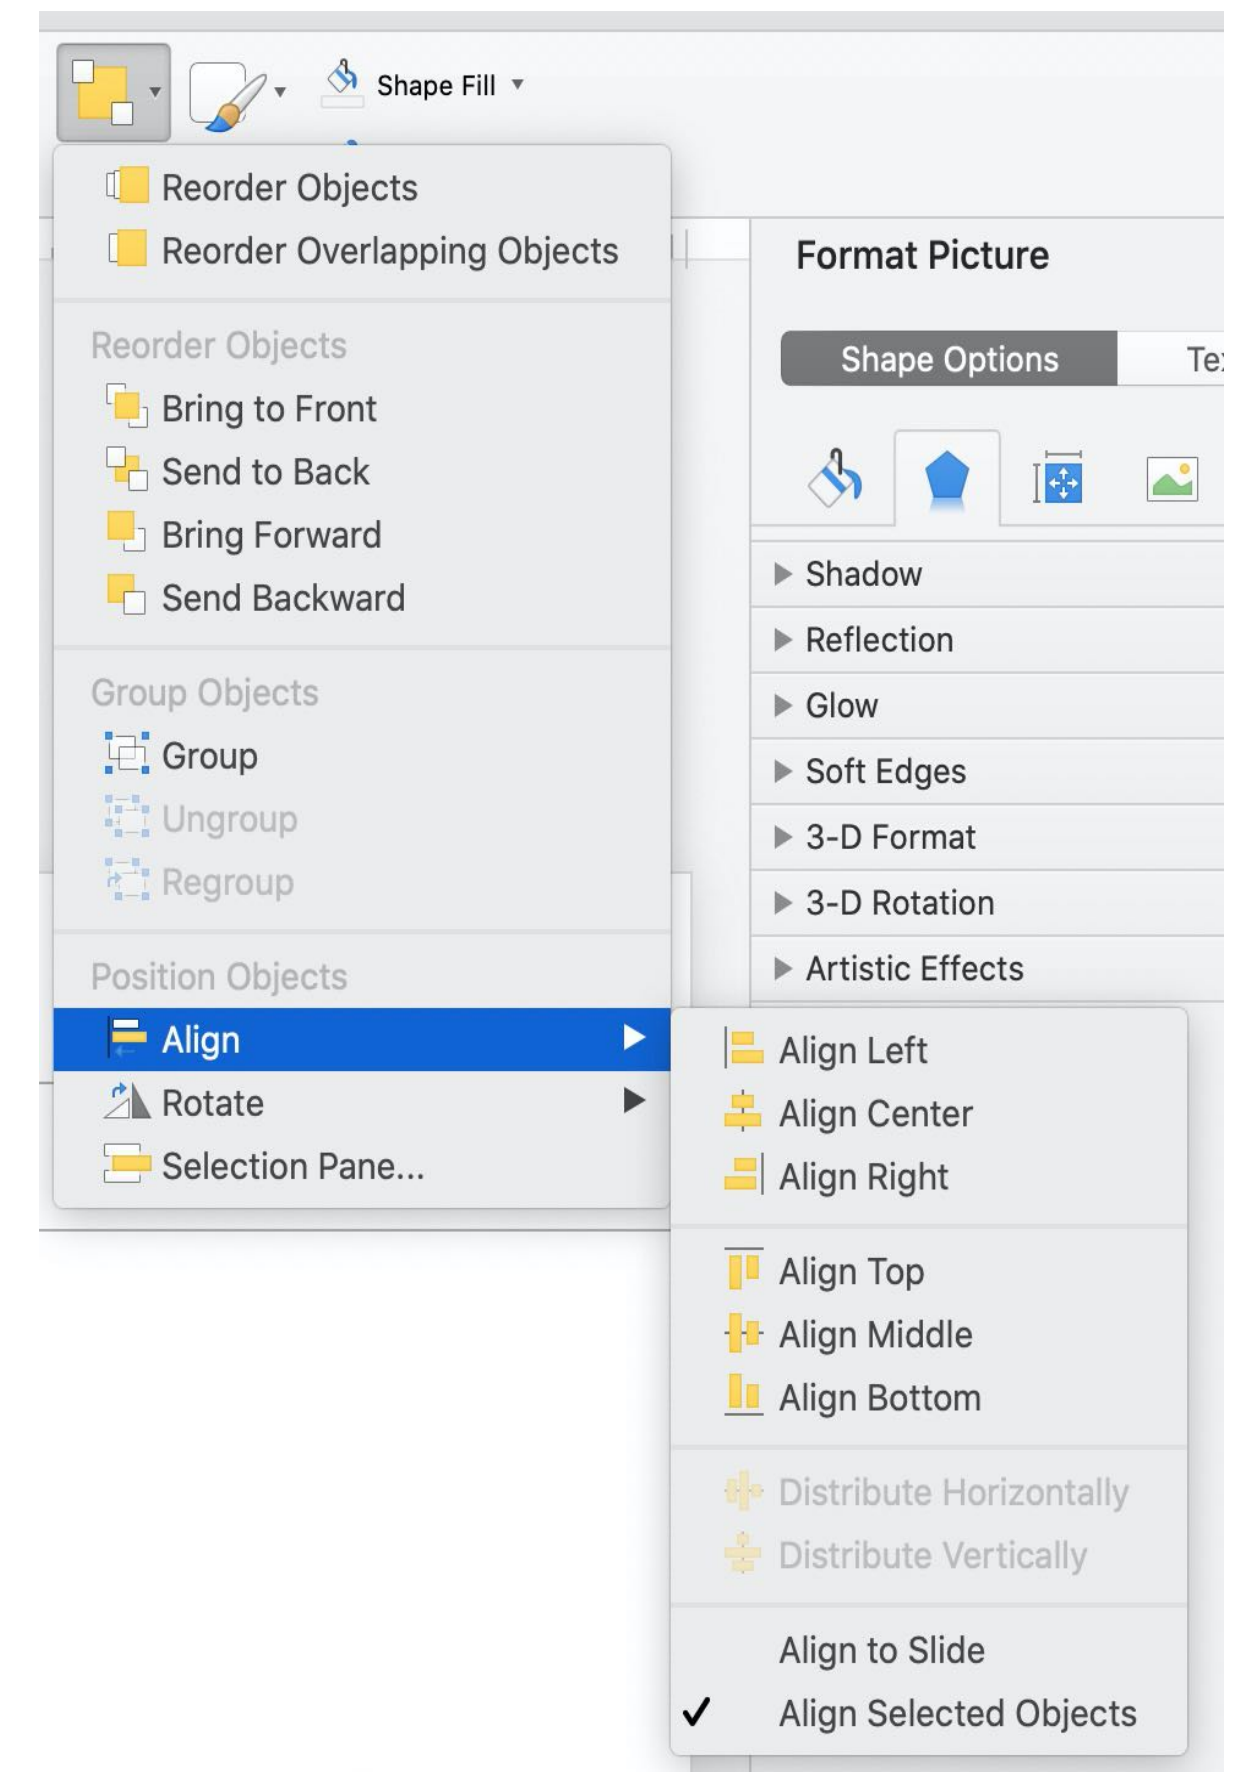 Shape Fill
Reorder Objects
Reorder Overlapping Objects
Reorder Objects
Bring to Front
Send to Back
Bring Forward
Send Backward
Group Objects
Group
Ungroup
Regroup
Position Objects
Align
Rotate
Selection Pane...
Format Picture
Shape Options
Shadow
Reflection
Glow
Soft Edges
3-D Format
3-D Rotation
Artistic Effects
Align Left
Align Center
Align Right
Align Top
Align Middle
Align Bottom
Distribute Horizontally
Distribute Vertically
Align to Slide
Align Selected Objects